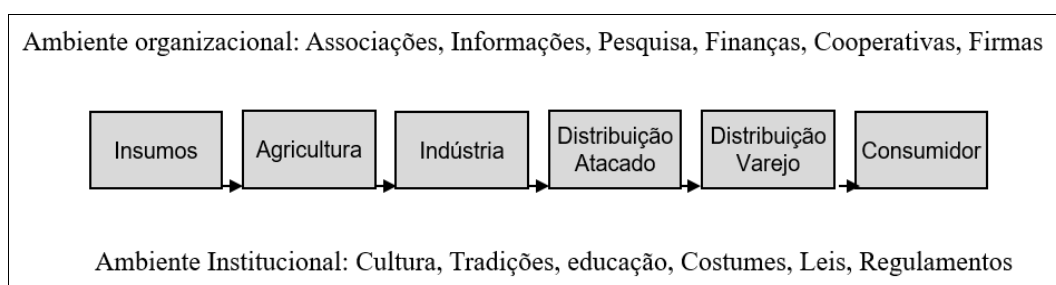 Ambiente organizacional: Associações, Informações, Pesquisa, Finanças, Cooperativas, Firmas
Insumos
Agricultura
Indústria
Distribuição
Atacado
Distribuição
Varejo
Consumidor
Ambiente Institucional: Cultura, Tradições, educação, Costumes, Leis, Regulamentos